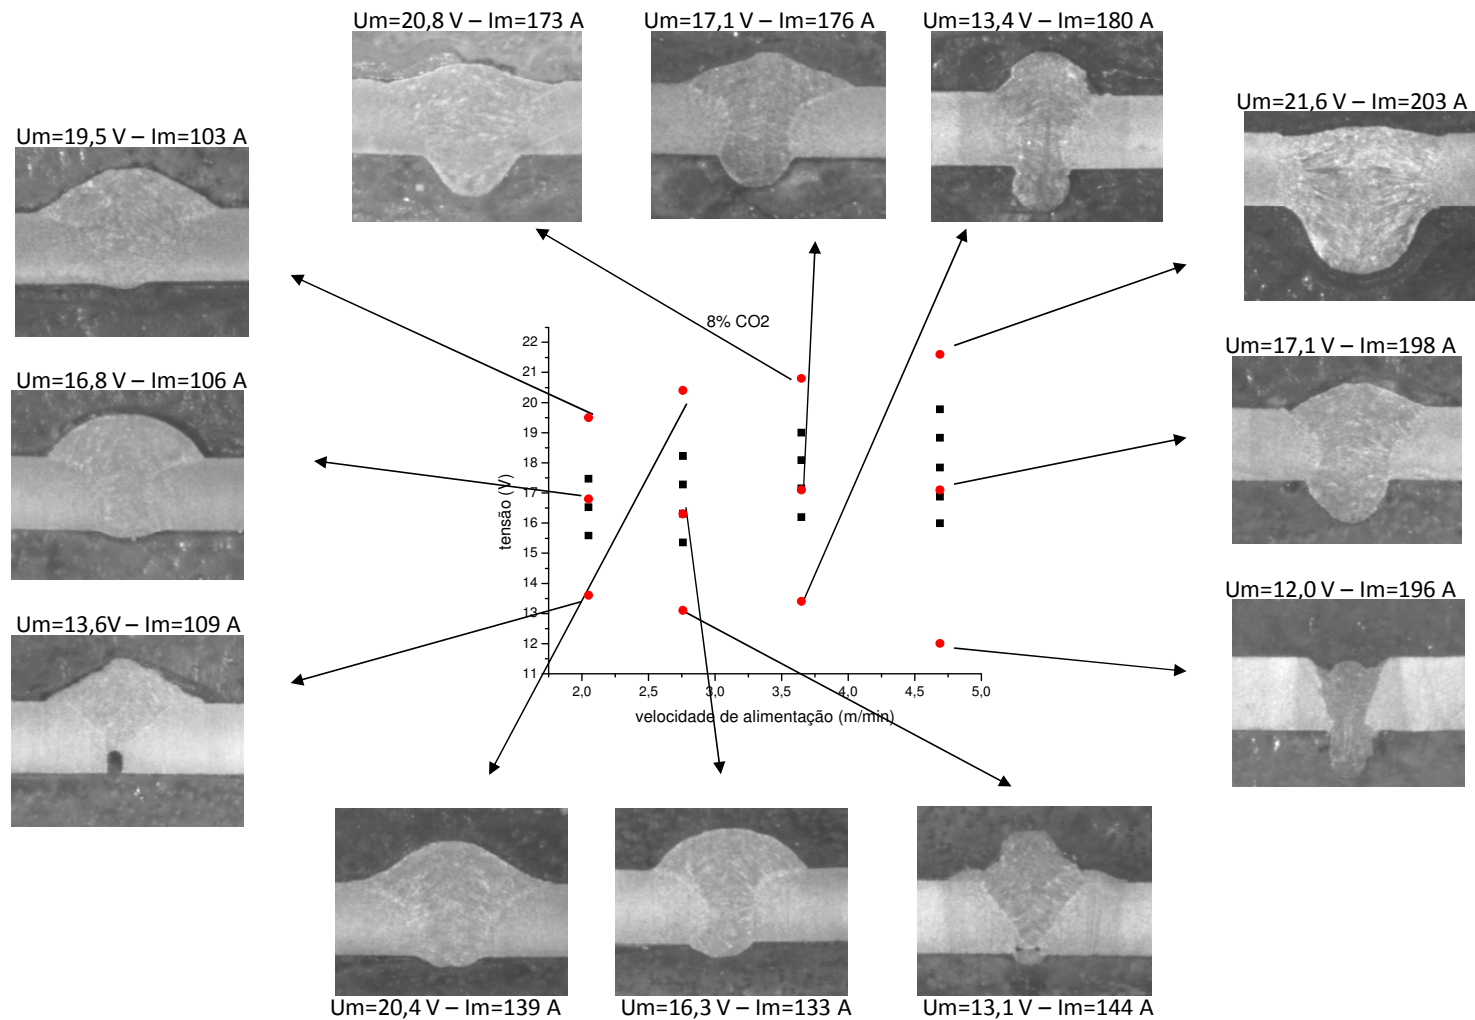 Um=20,8 V – Im=173 A
Um=17,1 V – Im=176 A
Um=13,4 V – Im=180 A
Um=21,6 V – Im=203 A
Um=19,5 V – Im=103 A
Um=17,1 V – Im=198 A
Um=16,8 V – Im=106 A
Um=12,0 V – Im=196 A
Um=13,6V – Im=109 A
8% CO2
22
21
20
19
18
17
16
15
14
13
12
11
tensão (V)
2,0
2,5
3,0
3,5
4,0
4,5
5,0
velocidade de alimentação (m/min)
Um=20,4 V – Im=139 A
Um=16,3 V – Im=133 A
Um=13,1 V – Im=144 A